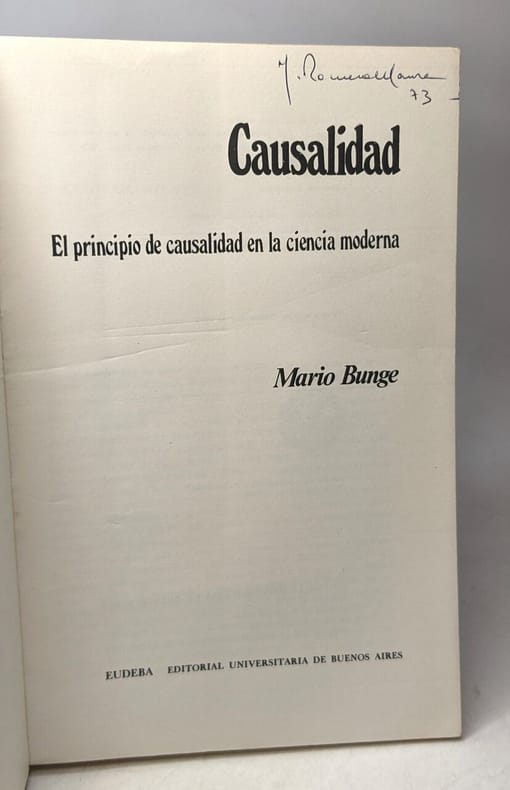 73
Causalidad
El principio de causalidad en la ciencia moderna
Mario Bunge
EUDEBA EDITORIAL UNIVERSITARIA DE BUENOS AIRES